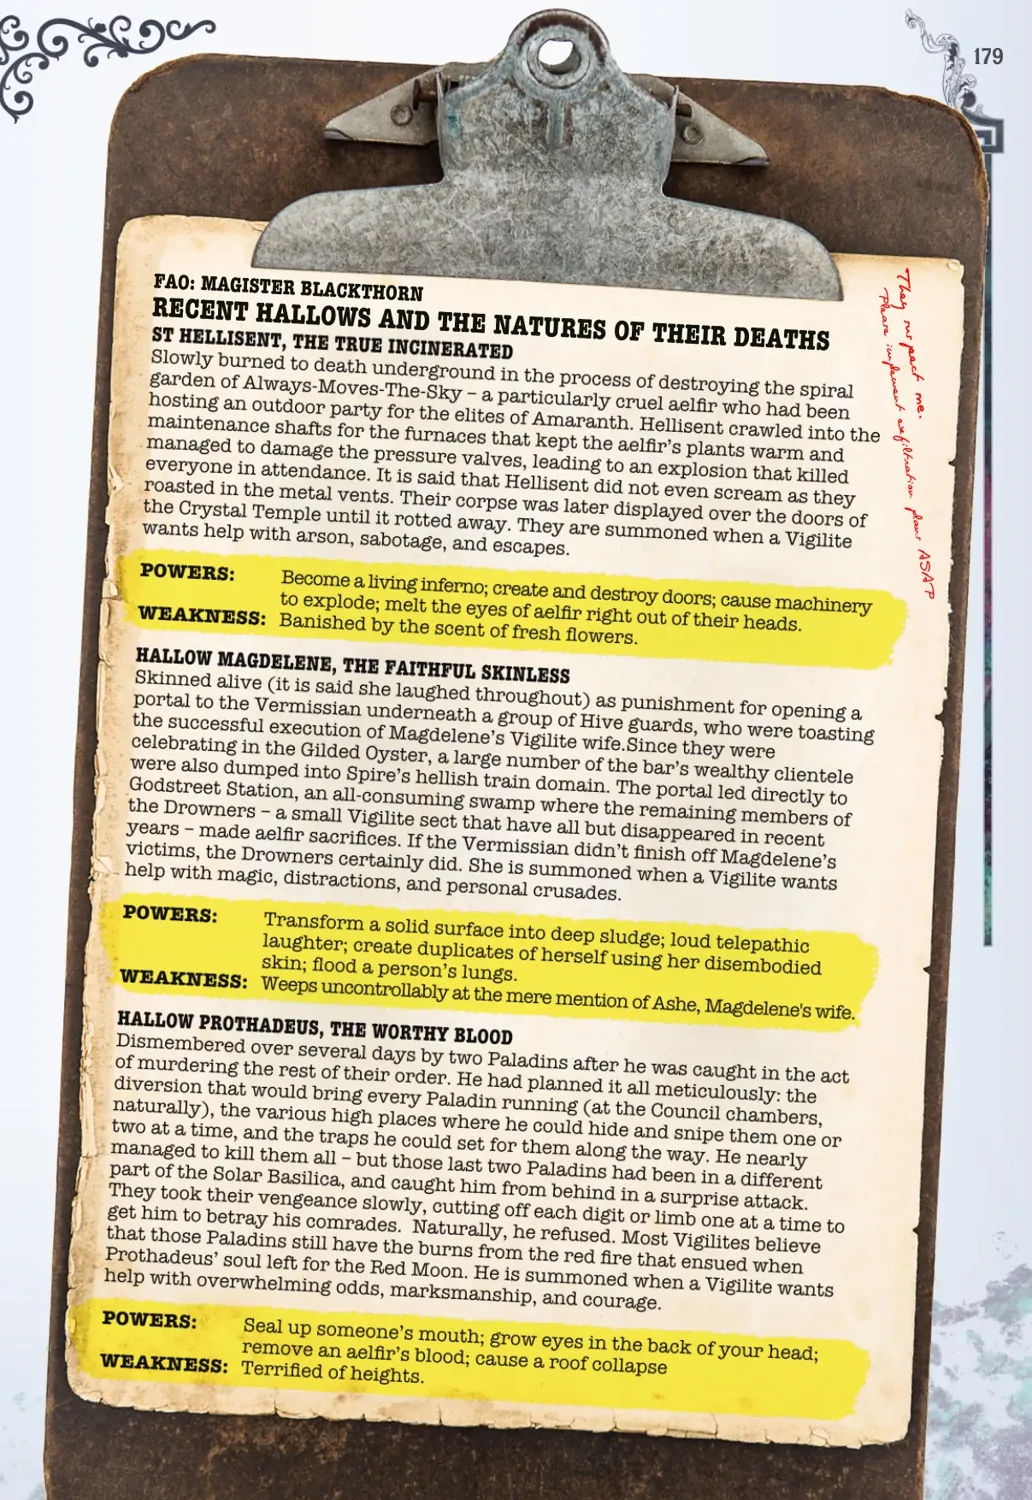 179
They suspect me.
Please implement exfiltration plans ASAP
FAO: MAGISTER BLACKTHORN
RECENT HALLOWS AND THE NATURES OF THEIR DEATHS
ST HELLISENT, THE TRUE INCINERATED
Slowly burned to death underground in the process of destroying the spiral
garden of Always-Moves-The-Sky – a particularly cruel aelfir who had been
hosting an outdoor party for the elites of Amaranth. Hellisent crawled into the
maintenance shafts for the furnaces that kept the aelfir's plants warm and
managed to damage the pressure valves, leading to an explosion that killed
everyone in attendance. It is said that Hellisent did not even scream as they
roasted in the metal vents. Their corpse was later displayed over the doors of
the Crystal Temple until it rotted away. They are summoned when a Vigilite
wants help with arson, sabotage, and escapes.
POWERS: Become a living inferno; create and destroy doors; cause machinery
to explode; melt the eyes of aelfir right out of their heads.
WEAKNESS: Banished by the scent of fresh flowers.
HALLOW MAGDELENE, THE FAITHFUL SKINLESS
Skinned alive (it is said she laughed throughout) as punishment for opening a
portal to the Vermissian underneath a group of Hive guards, who were toasting
the successful execution of Magdelene's Vigilite wife.Since they were
celebrating in the Gilded Oyster, a large number of the bar's wealthy clientele
were also dumped into Spire's hellish train domain. The portal led directly to
Godstreet Station, an all-consuming swamp where the remaining members of
the Drowners – a small Vigilite sect that have all but disappeared in recent
years – made aelfir sacrifices. If the Vermissian didn't finish off Magdelene's
victims, the Drowners certainly did. She is summoned when a Vigilite wants
help with magic, distractions, and personal crusades.
POWERS: Transform a solid surface into deep sludge; loud telepathic
laughter; create duplicates of herself using her disembodied
skin; flood a person's lungs.
WEAKNESS: Weeps uncontrollably at the mere mention of Ashe, Magdelene's wife.
HALLOW PROTHADEUS, THE WORTHY BLOOD
Dismembered over several days by two Paladins after he was caught in the act
of murdering the rest of their order. He had planned it all meticulously: the
diversion that would bring every Paladin running (at the Council chambers,
naturally), the various high places where he could hide and snipe them one or
two at a time, and the traps he could set for them along the way. He nearly
managed to kill them all – but those last two Paladins had been in a different
part of the Solar Basilica, and caught him from behind in a surprise attack.
They took their vengeance slowly, cutting off each digit or limb one at a time to
get him to betray his comrades. Naturally, he refused. Most Vigilites believe
that those Paladins still have the burns from the red fire that ensued when
Prothadeus' soul left for the Red Moon. He is summoned when a Vigilite wants
help with overwhelming odds, marksmanship, and courage.
POWERS: Seal up someone's mouth; grow eyes in the back of your head;
remove an aelfir's blood; cause a roof collapse
WEAKNESS: Terrified of heights.